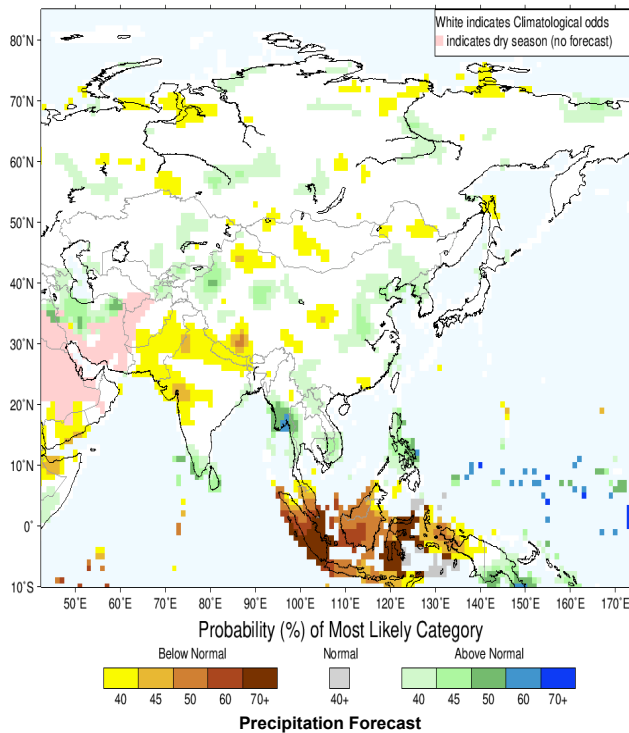 White indicates Climatological odds
indicates dry season (no forecast)
80°N
70°N
60°N
50°N
40°N
30°N
20°N
10°N
0°
10°S
50°E 60°E 70°E 80°E 90°E 100°E 110°E 120°E 130°E 140°E 150°E 160°E 170°E
Probability (%) of Most Likely Category
Below Normal Normal Above Normal
40 45 50 60 70+ 40+ 40 45 50 60 70+
Precipitation Forecast